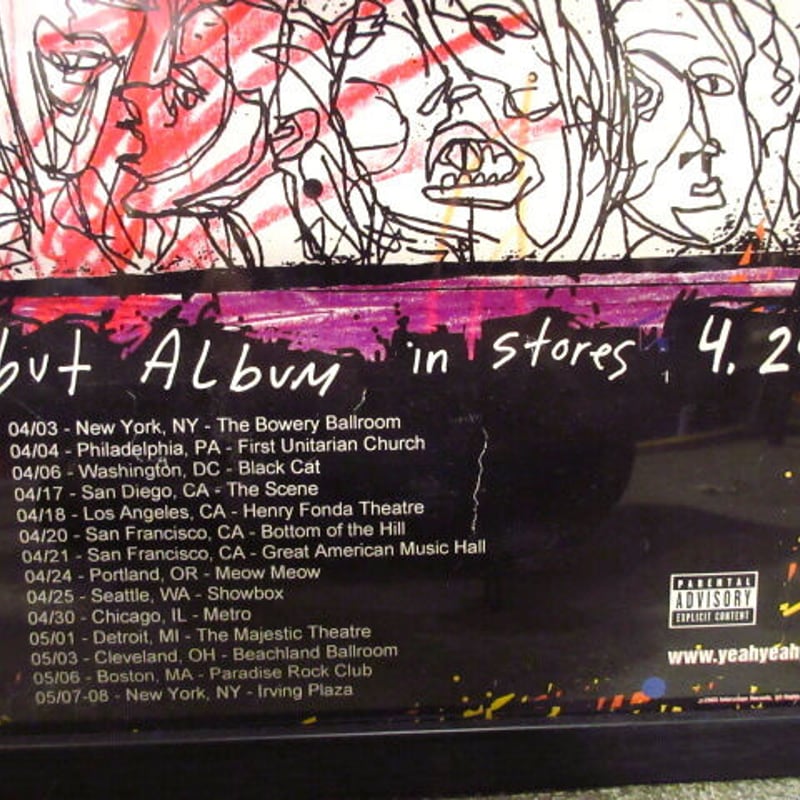 but Album in stores 4.2
04/03 - New York, NY - The Bowery Ballroom
04/04 - Philadelphia, PA - First Unitarian Church
04/06 - Washington, DC - Black Cat
04/17 - San Diego, CA - The Scene
04/18 - Los Angeles, CA - Henry Fonda Theatre
04/20 - San Francisco, CA - Bottom of the Hill
04/21 - San Francisco, CA - Great American Music Hall
04/24 - Portland, OR - Meow Meow
04/25 - Seattle, WA - Showbox
04/30 - Chicago, IL - Metro
05/01 - Detroit, MI - The Majestic Theatre
05/03 - Cleveland, OH - Beachland Ballroom
05/06 - Boston, MA - Paradise Rock Club
05/07-08 - New York, NY - Irving Plaza
PARENTAL
ADVISORY
EXPLICIT CONTENT
www.yeahyeah